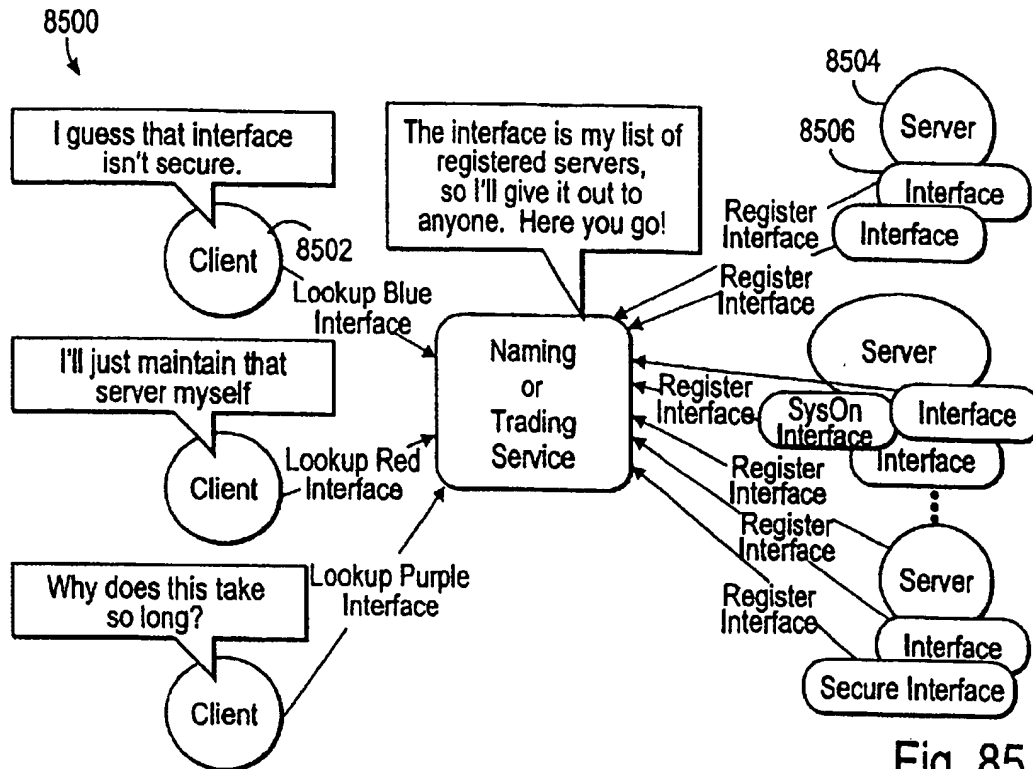 8500
I guess that interface
isn't secure.
Client
8502
Lookup Blue
Interface
I'll just maintain that
server myself
Client
Lookup Red
Interface
Why does this take
so long?
Client
Lookup Purple
Interface
The interface is my list of
registered servers,
so I'll give it out to
anyone. Here you go!
Naming
or
Trading
Service
8504
8506
Server
Interface
Interface
Register
Interface
Register
Interface
Server
Register
Interface
SysOn
Interface
Interface
Interface
Register
Interface
Register
Interface
Register
Interface
Server
Interface
Secure Interface
Fig. 85